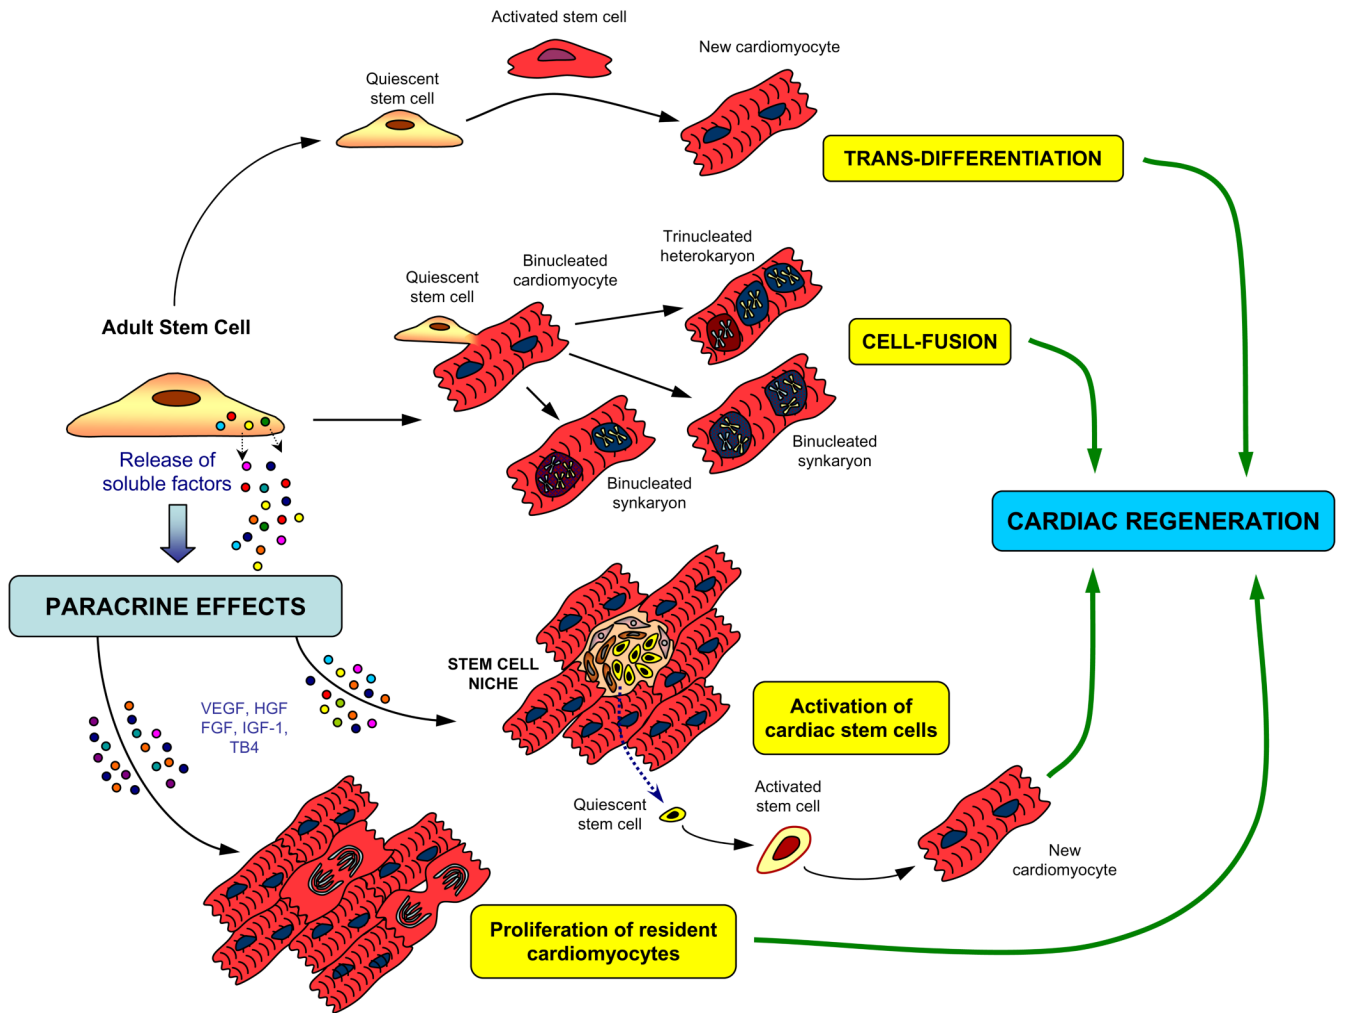 Activated stem cell
New cardiomyocyte
Quiescent
stem cell
TRANS-DIFFERENTIATION
Trinucleated
heterokaryon
Binucleated
cardiomyocyte
Quiescent
stem cell
Adult Stem Cell
CELL-FUSION
Binucleated
synkaryon
Binucleated
synkaryon
Release of
soluble factors
CARDIAC REGENERATION
PARACRINE EFFECTS
STEM CELL
NICHE
VEGF, HGF
FGF, IGF-1,
TB4
Activation of
cardiac stem cells
Quiescent
stem cell
Activated
stem cell
New
cardiomyocyte
Proliferation of resident
cardiomyocytes